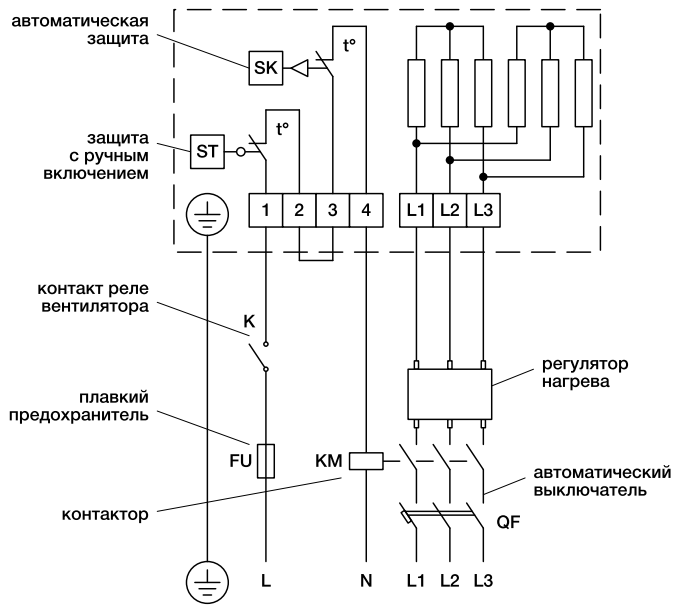 автоматическая
защита
t°
SK
t°
защита
с ручным
включением
ST
1 2 3 4 L1 L2 L3
контакт реле
вентилятора
K
регулятор
нагрева
плавкий
предохранитель
FU
KM
автоматический
выключатель
контактор
QF
L N L1 L2 L3